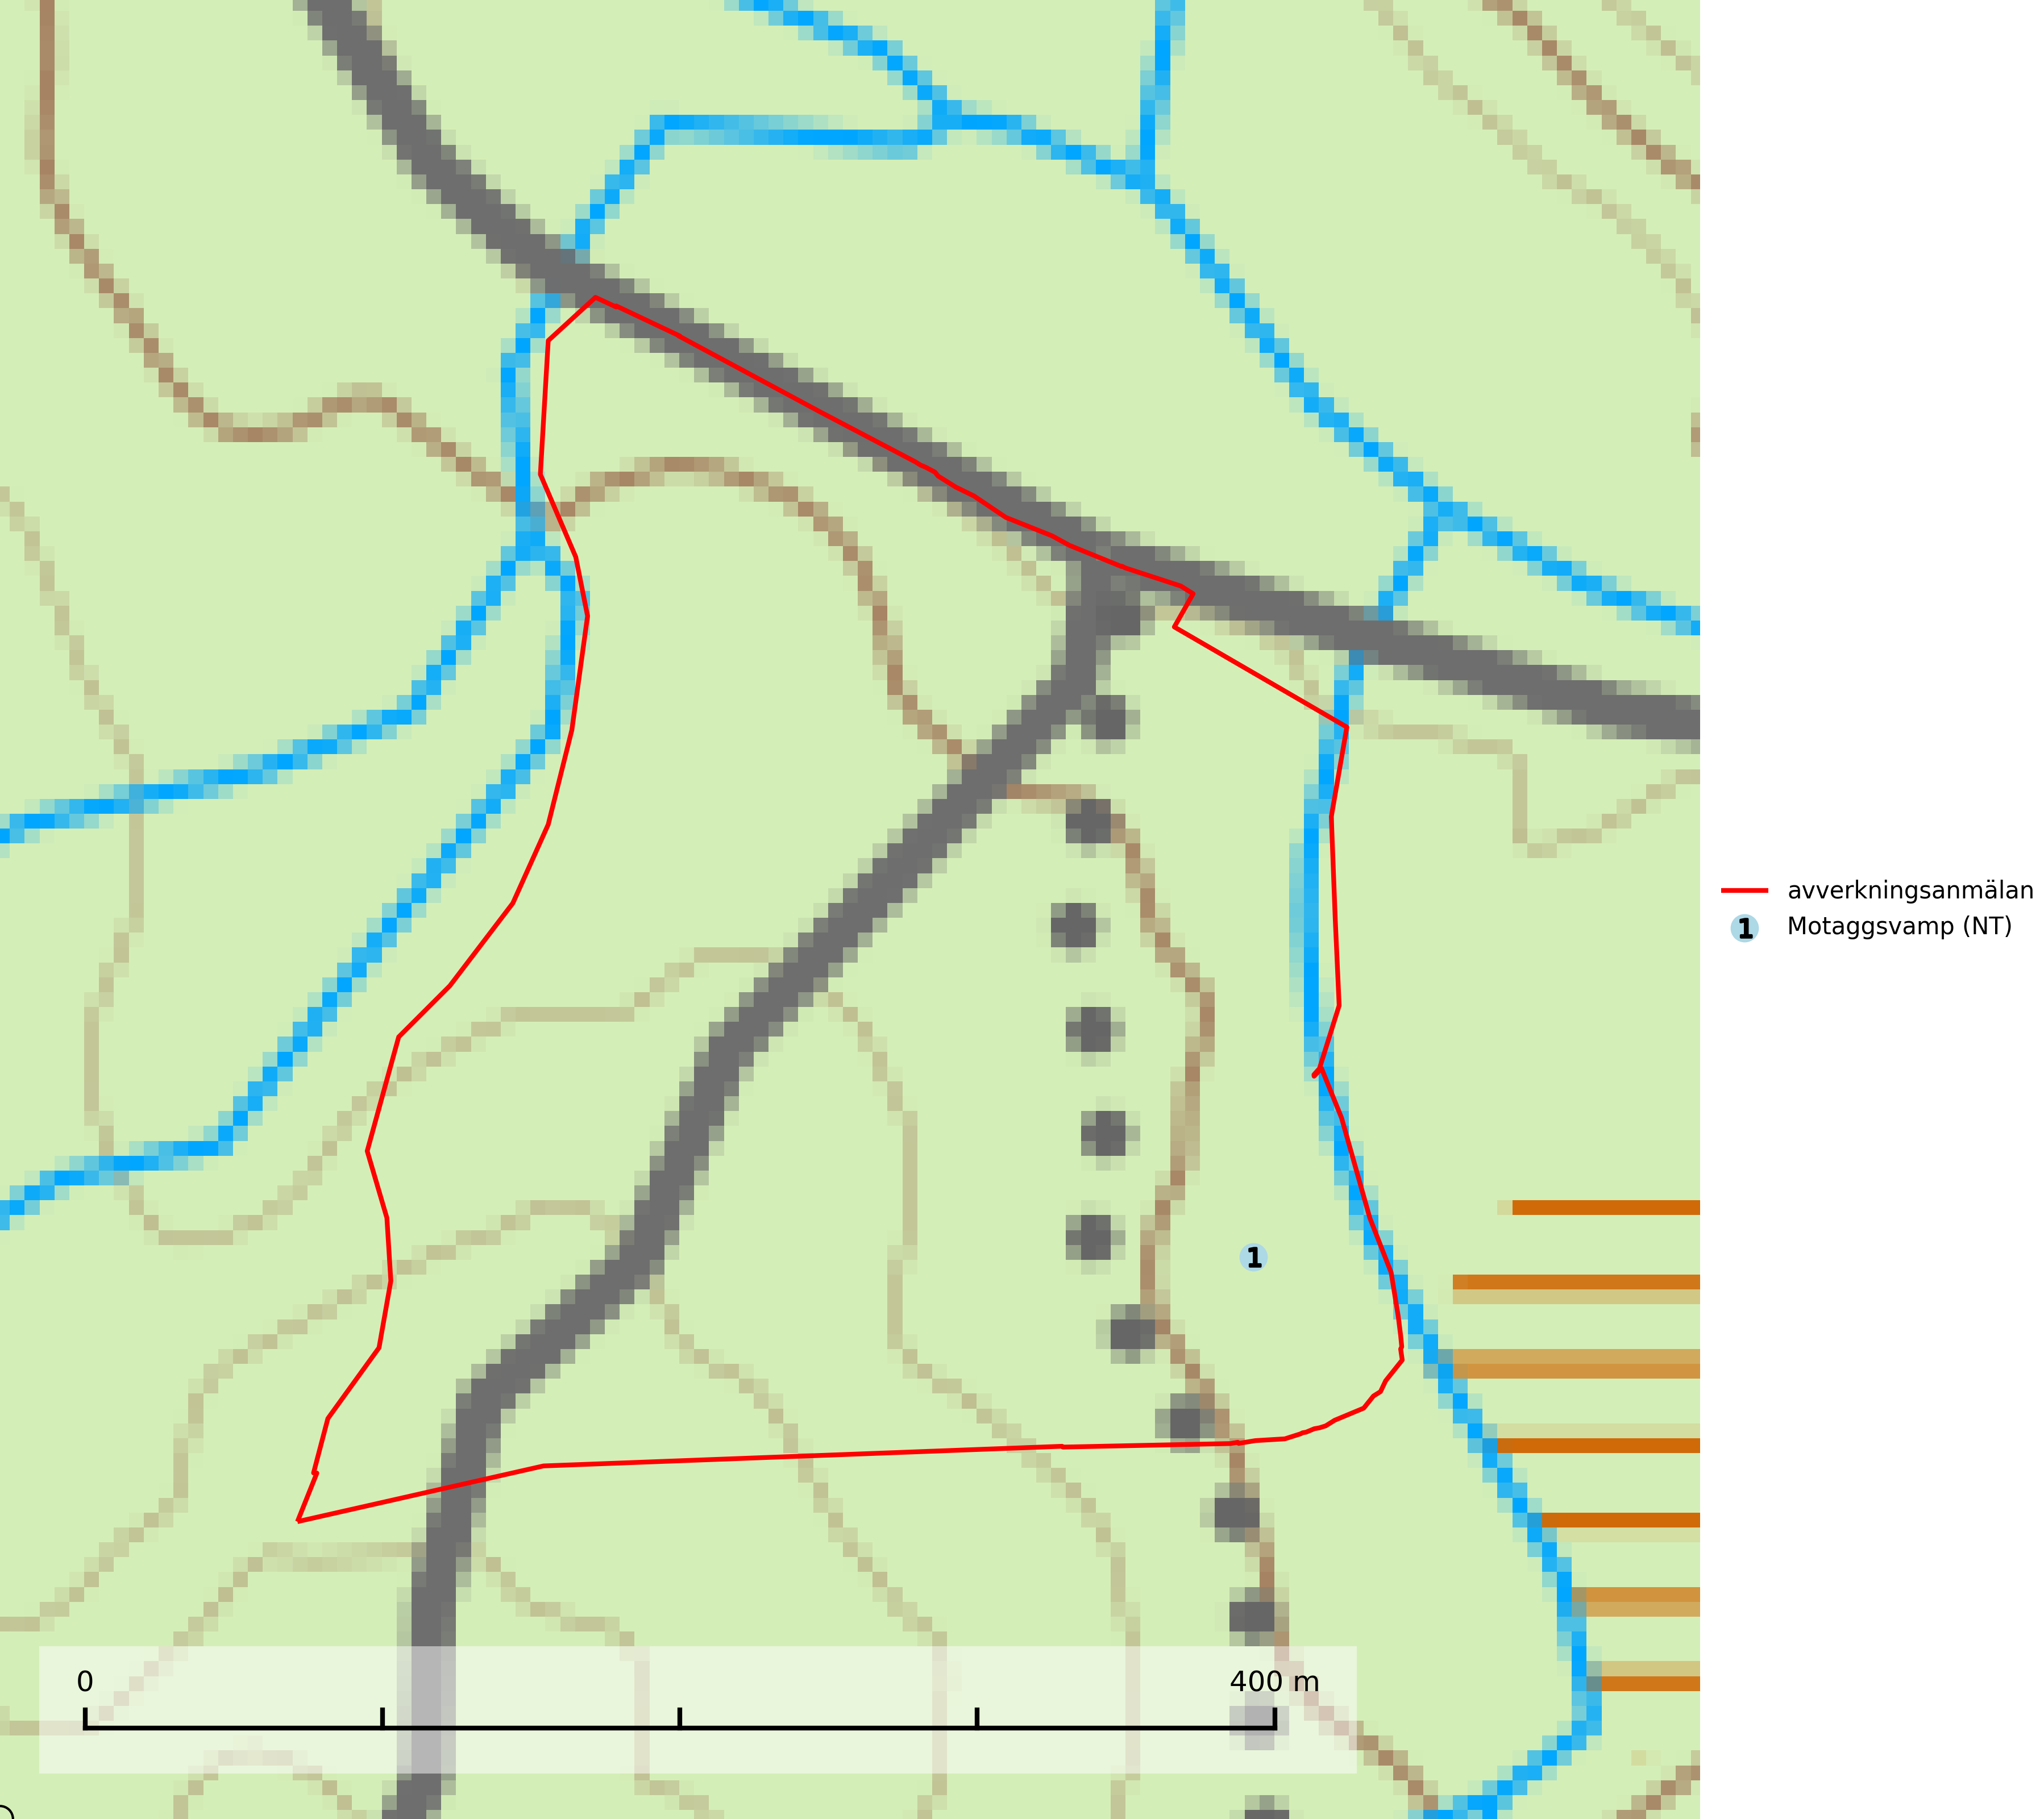 avverkningsanmälan
1 Motaggsvamp (NT)
1
0 400 m